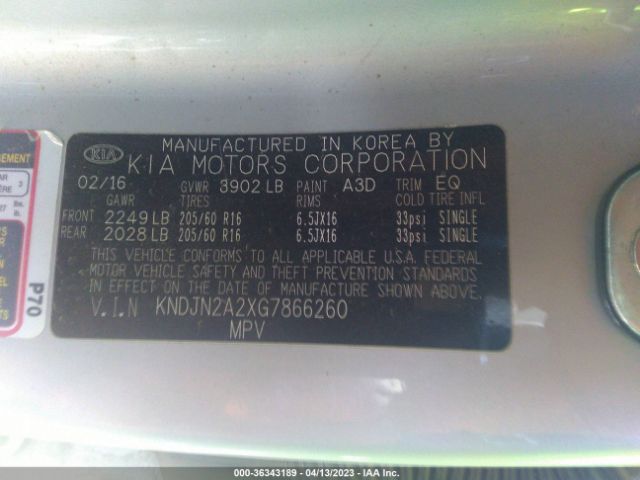 MANUFACTURED IN KOREA BY
KIA KIA MOTORS CORPORATION
02/16 GVWR 3902 LB PAINT A3D TRIM EQ
GAWR TIRES RIMS COLD TIRE INFL
FRONT 2249 LB 205/60 R16 6.5JX16 33psi SINGLE
REAR 2028 LB 205/60 R16 6.5JX16 33psi SINGLE
THIS VEHICLE CONFORMS TO ALL APPLICABLE U.S.A. FEDERAL
MOTOR VEHICLE SAFETY AND THEFT PREVENTION STANDARDS
IN EFFECT ON THE DATE OF MANUFACTURE SHOWN ABOVE.
V.I.N KNDJN2A2XG7866260
MPV
P70
000-36343189 - 04/13/2023 - IAA Inc.